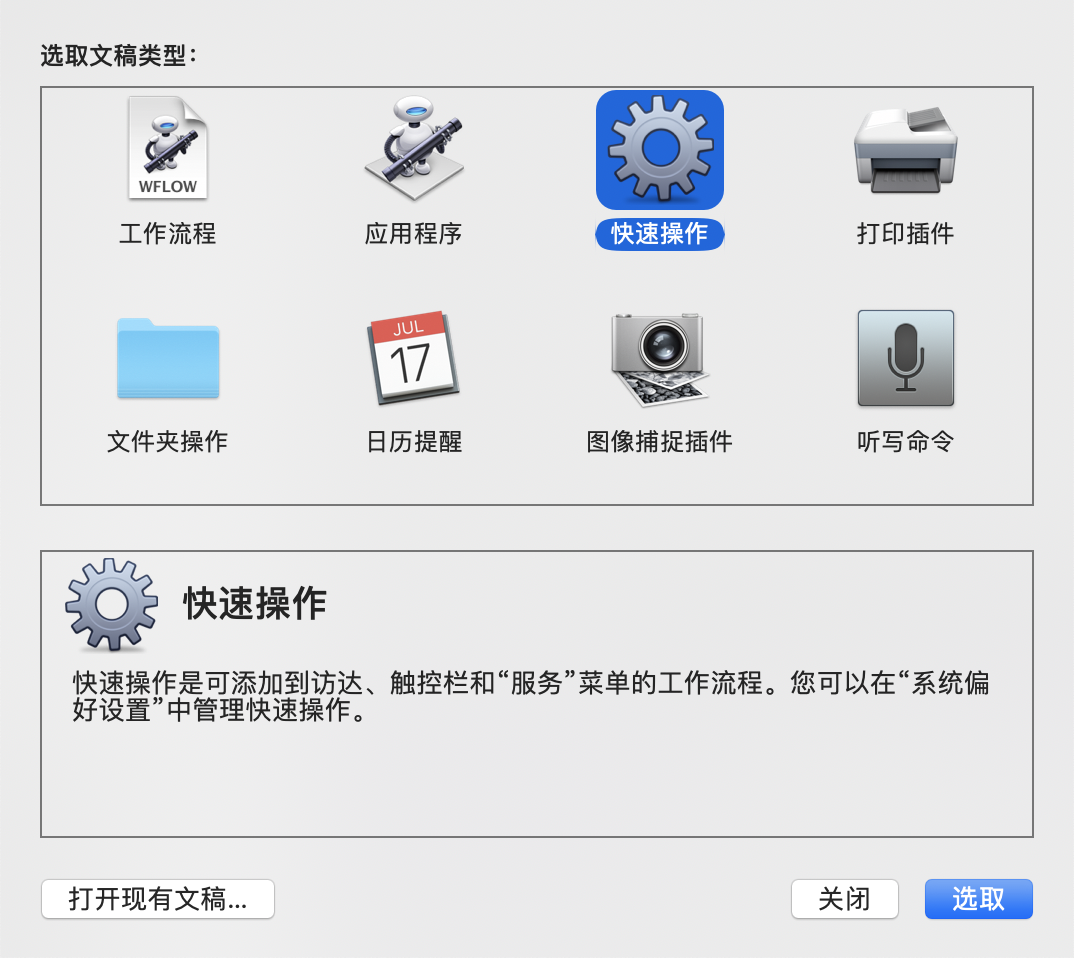 选取文稿类型：
WFLOW
工作流程
应用程序
快速操作
打印插件
JUL
17
文件夹操作
日历提醒
图像捕捉插件
听写命令
快速操作
快速操作是可添加到访达、触控栏和“服务”菜单的工作流程。您可以在“系统偏
好设置”中管理快速操作。
打开现有文稿...
关闭
选取